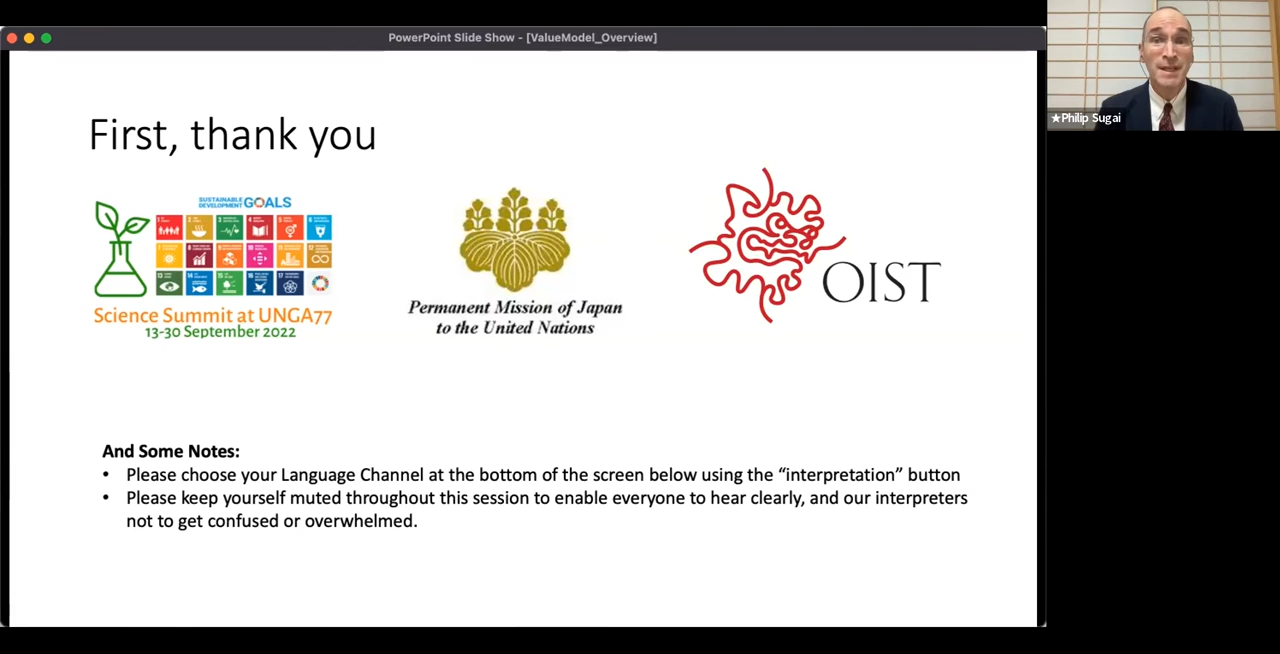 PowerPoint Slide Show - [ValueModel_Overview]
★Philip Sugai
First, thank you
SUSTAINABLE
DEVELOPMENT GOALS
Science Summit at UNGA77
13-30 September 2022
Permanent Mission of Japan
to the United Nations
OIST
And Some Notes:
• Please choose your Language Channel at the bottom of the screen below using the “interpretation” button
• Please keep yourself muted throughout this session to enable everyone to hear clearly, and our interpreters
not to get confused or overwhelmed.